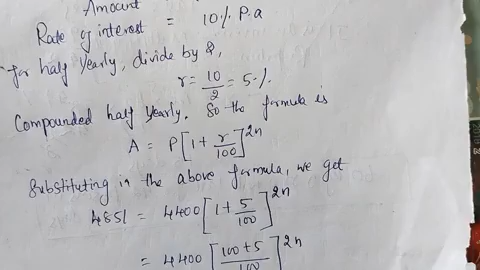 Amount
Rate of interest = 10% P.a
for half yearly, divide by 2,
r = 10/2 = 5%.
Compounded half yearly. So the formula is
A = P[1 + r/100]^2n
Substituting in the above formula, we get
4851 = 4400[1 + 5/100]^2n
= 4400[100+5/100]^2n